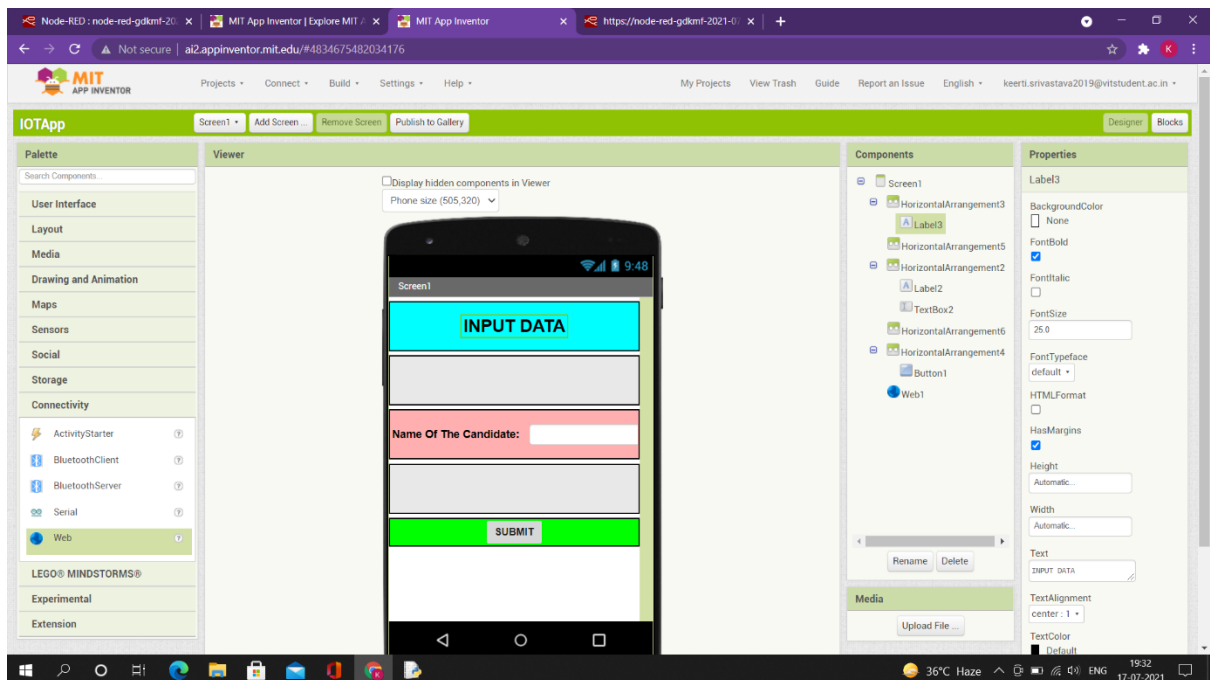 Node-RED : node-red-gdkmf-20
MIT App Inventor | Explore MIT A
MIT App Inventor
https://node-red-gdkmf-2021-0
Not secure | ai2.appinventor.mit.edu/#4834675482034176
K
MIT
APP INVENTOR
Projects Connect Build Settings Help My Projects View Trash Guide Report an Issue English keerti.srivastava2019@vitstudent.ac.in
IOTApp Screen1 Add Screen ... Remove Screen Publish to Gallery Designer Blocks
Palette
Search Components...
User Interface
Layout
Media
Drawing and Animation
Maps
Sensors
Social
Storage
Connectivity
ActivityStarter ?
BluetoothClient ?
BluetoothServer ?
Serial ?
Web ?
LEGO® MINDSTORMS®
Experimental
Extension
Viewer
Display hidden components in Viewer
Phone size (505,320)
9:48
Screen1
INPUT DATA
Name Of The Candidate:
SUBMIT
Components
Screen1
HorizontalArrangement3
A Label3
HorizontalArrangement5
HorizontalArrangement2
A Label2
TextBox2
HorizontalArrangement6
HorizontalArrangement4
Button1
Web1
Rename Delete
Media
Upload File ...
Properties
Label3
BackgroundColor
None
FontBold
FontItalic
FontSize
25.0
FontTypeface
default
HTMLFormat
HasMargins
Height
Automatic...
Width
Automatic...
Text
INPUT DATA
TextAlignment
center : 1
TextColor
Default
36°C Haze ENG 19:32
17-07-2021